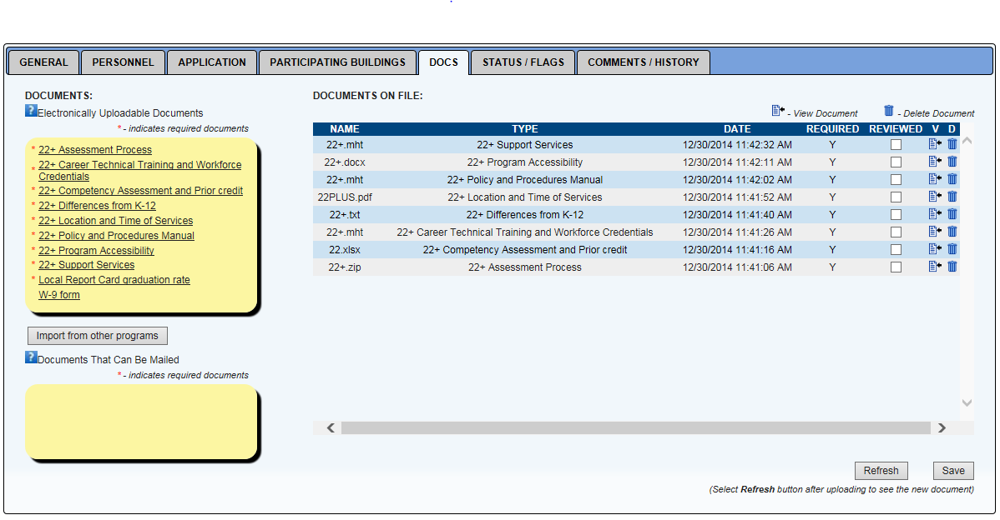 GENERAL PERSONNEL APPLICATION PARTICIPATING BUILDINGS DOCS STATUS / FLAGS COMMENTS / HISTORY
DOCUMENTS:
?Electronically Uploadable Documents
* - indicates required documents
* 22+ Assessment Process
* 22+ Career Technical Training and Workforce
Credentials
* 22+ Competency Assessment and Prior credit
* 22+ Differences from K-12
* 22+ Location and Time of Services
* 22+ Policy and Procedures Manual
* 22+ Program Accessibility
* 22+ Support Services
* Local Report Card graduation rate
W-9 form
Import from other programs
?Documents That Can Be Mailed
* - indicates required documents
DOCUMENTS ON FILE:
- View Document - Delete Document
NAME TYPE DATE REQUIRED REVIEWED V D
22+.mht 22+ Support Services 12/30/2014 11:42:32 AM Y
22+.docx 22+ Program Accessibility 12/30/2014 11:42:11 AM Y
22+.mht 22+ Policy and Procedures Manual 12/30/2014 11:42:02 AM Y
22PLUS.pdf 22+ Location and Time of Services 12/30/2014 11:41:52 AM Y
22+.txt 22+ Differences from K-12 12/30/2014 11:41:40 AM Y
22+.mht 22+ Career Technical Training and Workforce Credentials 12/30/2014 11:41:26 AM Y
22.xlsx 22+ Competency Assessment and Prior credit 12/30/2014 11:41:16 AM Y
22+.zip 22+ Assessment Process 12/30/2014 11:41:06 AM Y
Refresh Save
(Select Refresh button after uploading to see the new document)